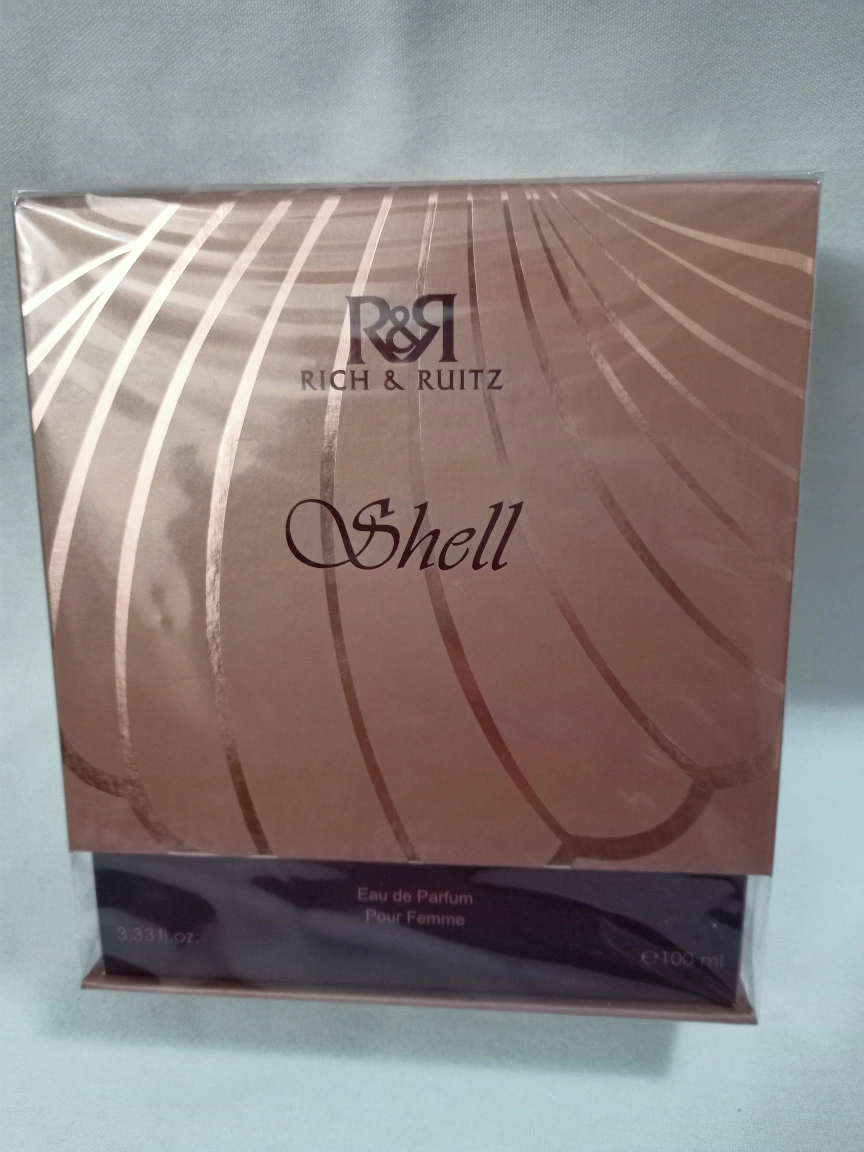 R&R
RICH & RUITZ
Shell
Eau de Parfum
Pour Femme
3.33 fl.oz.
℮100 ml